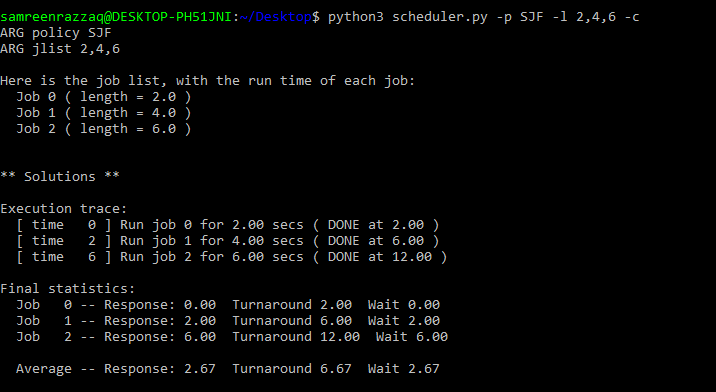 samreenrazzaq@DESKTOP-PH51JNI:~/Desktop$ python3 scheduler.py -p SJF -l 2,4,6 -c
ARG policy SJF
ARG jlist 2,4,6

Here is the job list, with the run time of each job:
  Job 0 ( length = 2.0 )
  Job 1 ( length = 4.0 )
  Job 2 ( length = 6.0 )


** Solutions **

Execution trace:
  [ time   0 ] Run job 0 for 2.00 secs ( DONE at 2.00 )
  [ time   2 ] Run job 1 for 4.00 secs ( DONE at 6.00 )
  [ time   6 ] Run job 2 for 6.00 secs ( DONE at 12.00 )

Final statistics:
  Job   0 -- Response: 0.00  Turnaround 2.00  Wait 0.00
  Job   1 -- Response: 2.00  Turnaround 6.00  Wait 2.00
  Job   2 -- Response: 6.00  Turnaround 12.00  Wait 6.00

  Average -- Response: 2.67  Turnaround 6.67  Wait 2.67